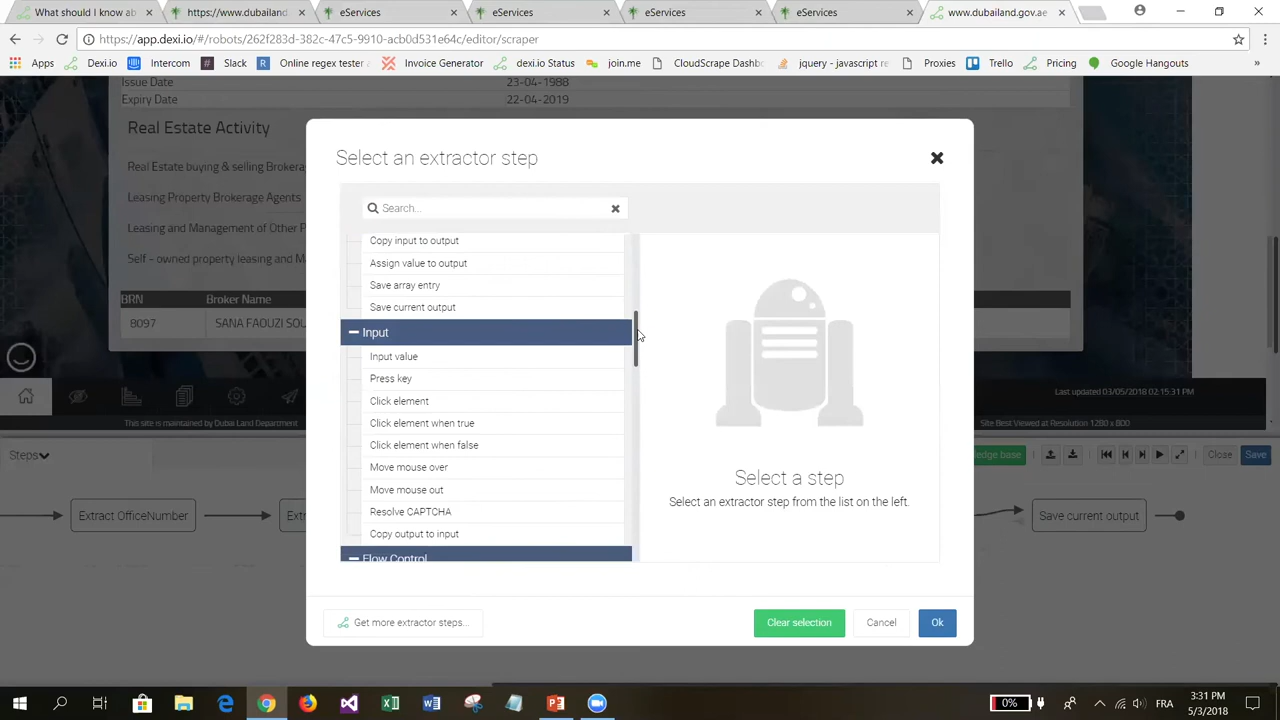 What should I know ab
https://www.dubailand
eServices
eServices
eServices
eServices
www.dubailand.gov.ae
https://app.dexi.io/#/robots/262f283d-382c-47c5-9910-acb0d531e64c/editor/scraper
Apps
Dexi.io
Intercom
Slack
Online regex tester
Invoice Generator
dexi.io Status
join.me
CloudScrape Dashbo
jquery - javascript re
Proxies
Trello
Pricing
Google Hangouts
Issue Date 23-04-1988
Expiry Date 22-04-2019
Real Estate Activity
Real Estate buying & selling Brokerage
Leasing Property Brokerage Agents
Leasing and Management of Other P
Self - owned property leasing and M
BRN Broker Name
8097 SANA FAOUZI SOU
Last updated 03/05/2018 02:15:31 PM
This site is maintained by Dubai Land Department
Site Best Viewed at Resolution 1280 x 800
Select an extractor step
Search...
Copy input to output
Assign value to output
Save array entry
Save current output
Input
Input value
Press key
Click element
Click element when true
Click element when false
Move mouse over
Move mouse out
Resolve CAPTCHA
Copy output to input
Flow Control
Select a step
Select an extractor step from the list on the left.
Get more extractor steps...
Clear selection
Cancel
Ok
Steps
ledge base
Close
Save
Extract OfficeNumber
Extr
Save current output
0%
FR
3:31 PM
5/3/2018